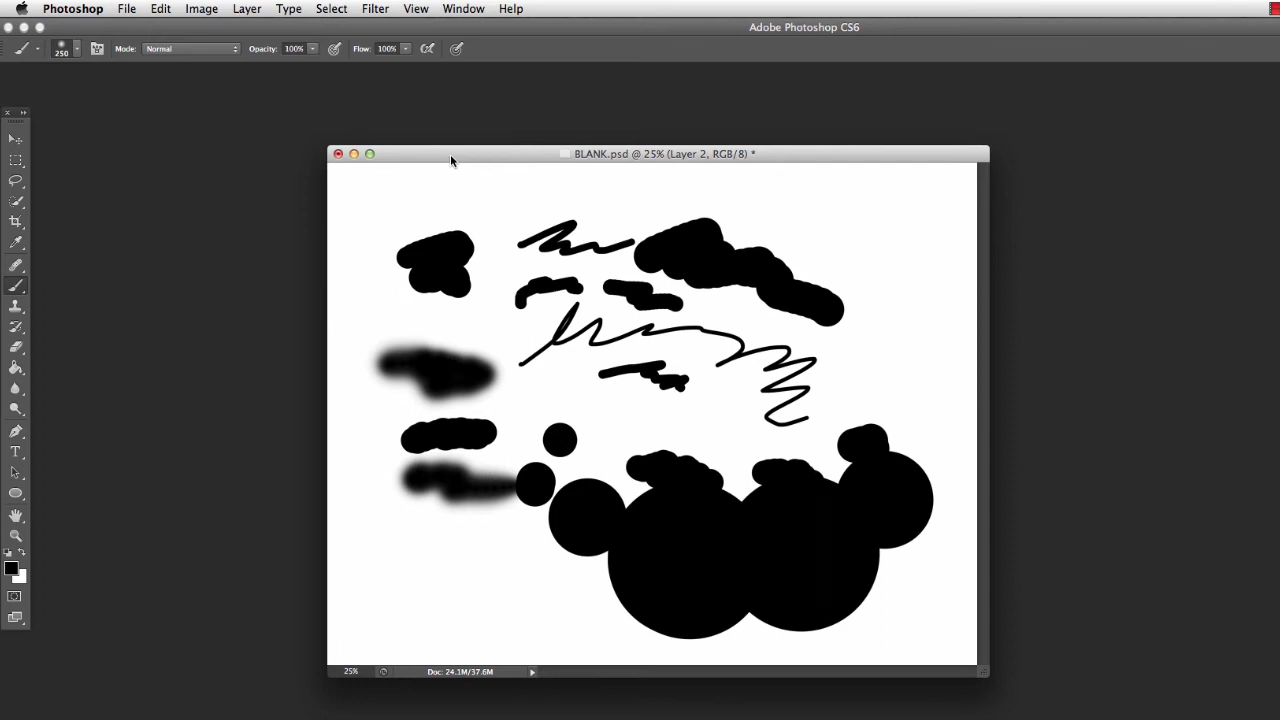 Photoshop File Edit Image Layer Type Select Filter View Window Help
Adobe Photoshop CS6
250 Mode: Normal Opacity: 100% Flow: 100%
BLANK.psd @ 25% (Layer 2, RGB/8) *
25% Doc: 24.1M/37.6M